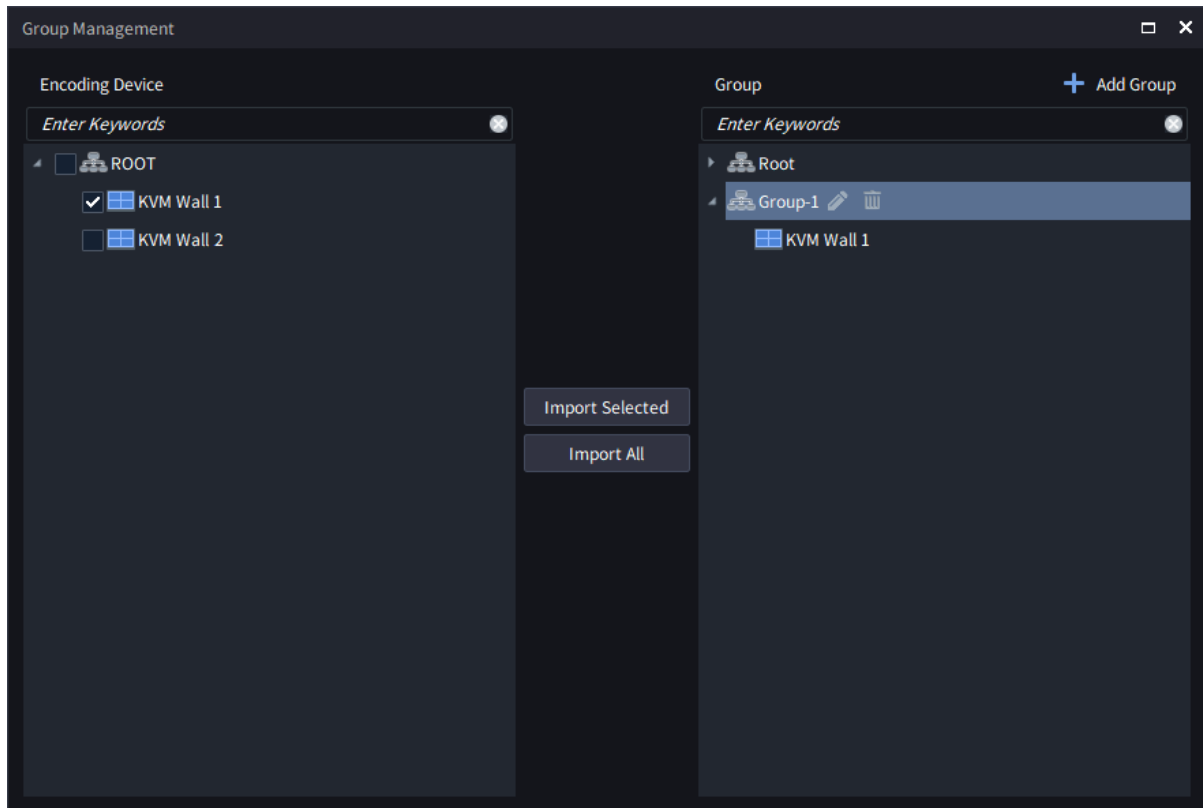 Group Management
Encoding Device
Enter Keywords
ROOT
KVM Wall 1
KVM Wall 2
Import Selected
Import All
Group
Add Group
Enter Keywords
Root
Group-1
KVM Wall 1